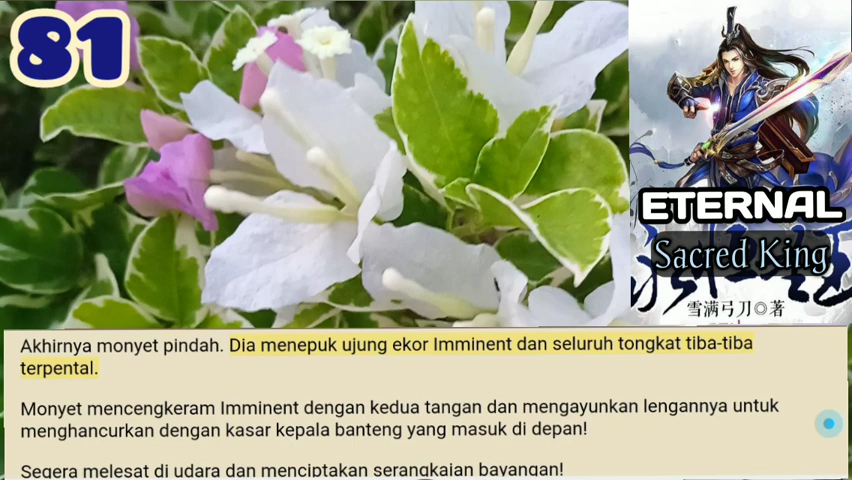 81
ETERNAL
Sacred King
雪满弓刀◎著
Akhirnya monyet pindah. Dia menepuk ujung ekor Imminent dan seluruh tongkat tiba-tiba
terpental.
Monyet mencengkeram Imminent dengan kedua tangan dan mengayunkan lengannya untuk
menghancurkan dengan kasar kepala banteng yang masuk di depan!
Segera melesat di udara dan menciptakan serangkaian bayangan!